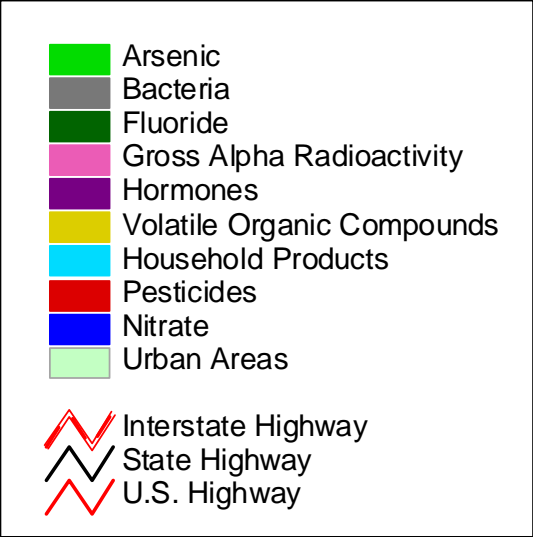 Arsenic
Bacteria
Fluoride
Gross Alpha Radioactivity
Hormones
Volatile Organic Compounds
Household Products
Pesticides
Nitrate
Urban Areas
Interstate Highway
State Highway
U.S. Highway